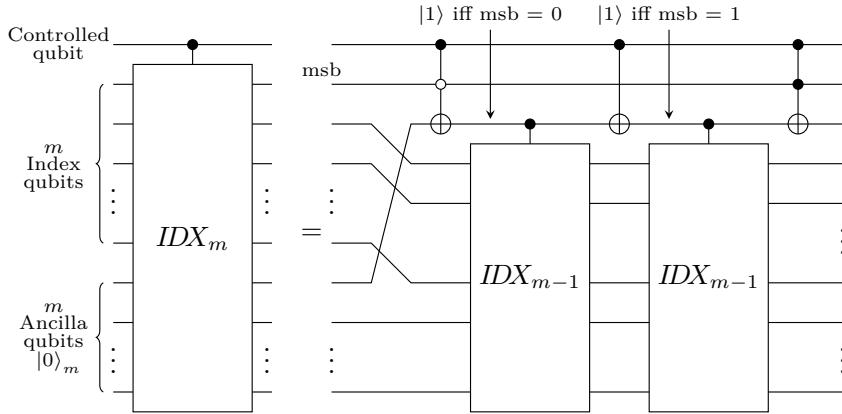 |1⟩ iff msb = 0 |1⟩ iff msb = 1
Controlled
qubit
msb
m
Index
qubits
IDX_m
=
IDX_{m−1} IDX_{m−1}
m
Ancilla
qubits
|0⟩_m